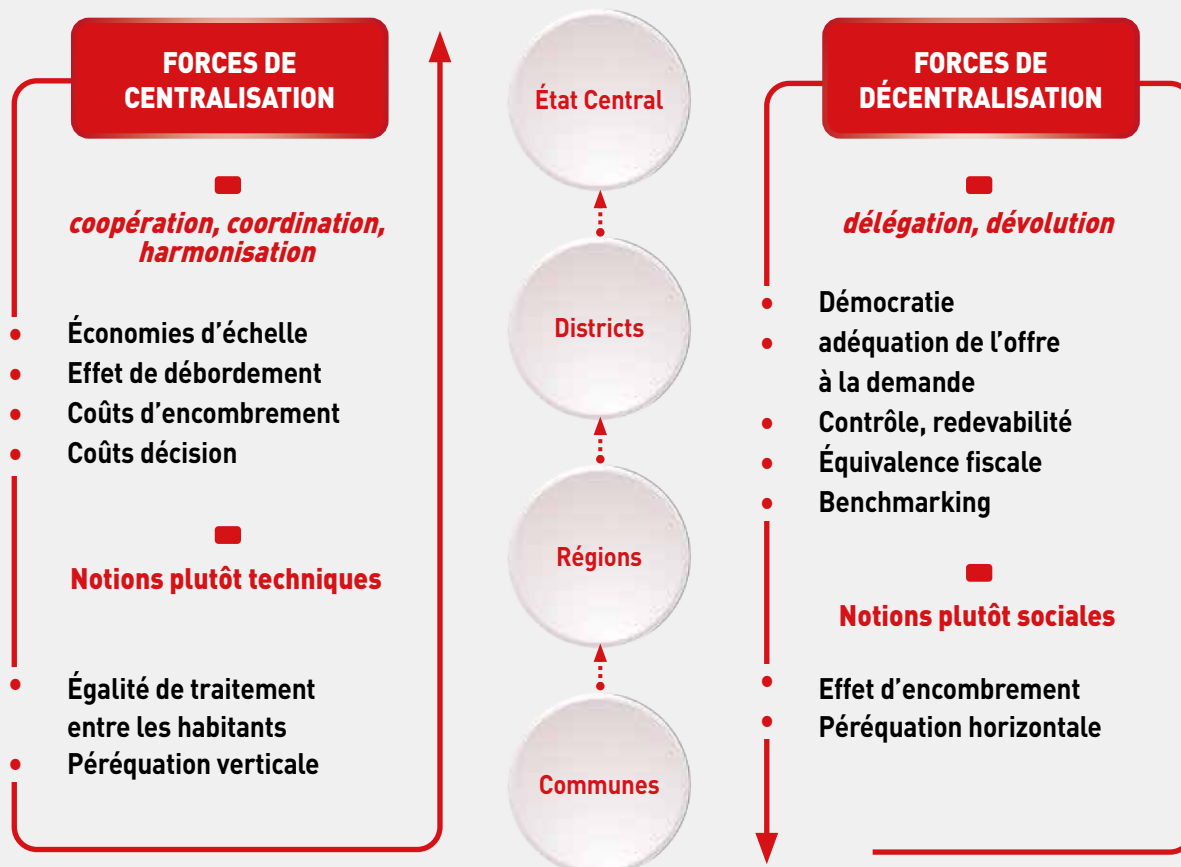 FORCES DE
CENTRALISATION
coopération, coordination,
harmonisation
Économies d’échelle
Effet de débordement
Coûts d’encombrement
Coûts décision
Notions plutôt techniques
Égalité de traitement
entre les habitants
Péréquation verticale
État Central
Districts
Régions
Communes
FORCES DE
DÉCENTRALISATION
délégation, dévolution
Démocratie
adéquation de l’offre
à la demande
Contrôle, redevabilité
Équivalence fiscale
Benchmarking
Notions plutôt sociales
Effet d’encombrement
Péréquation horizontale